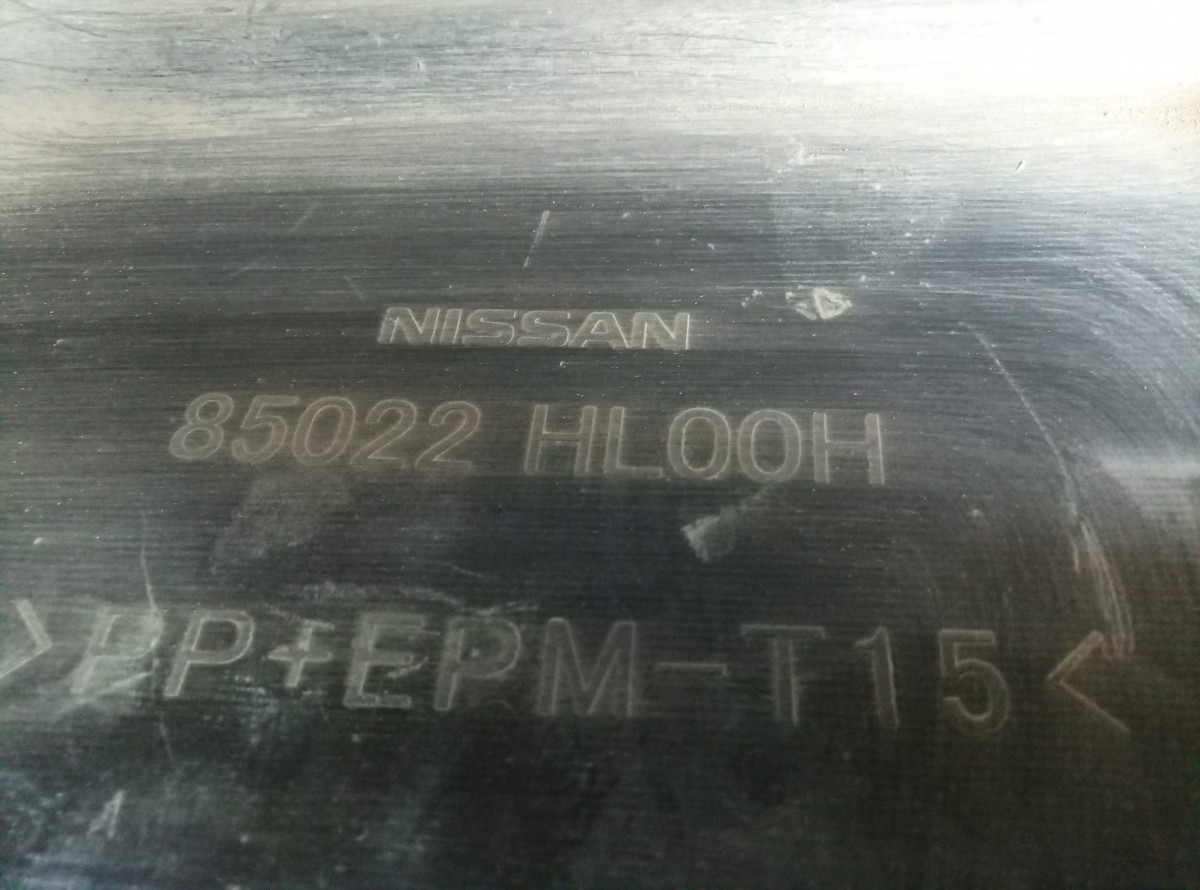 NISSAN
85022 HL00H
>PP+EPM-T15<